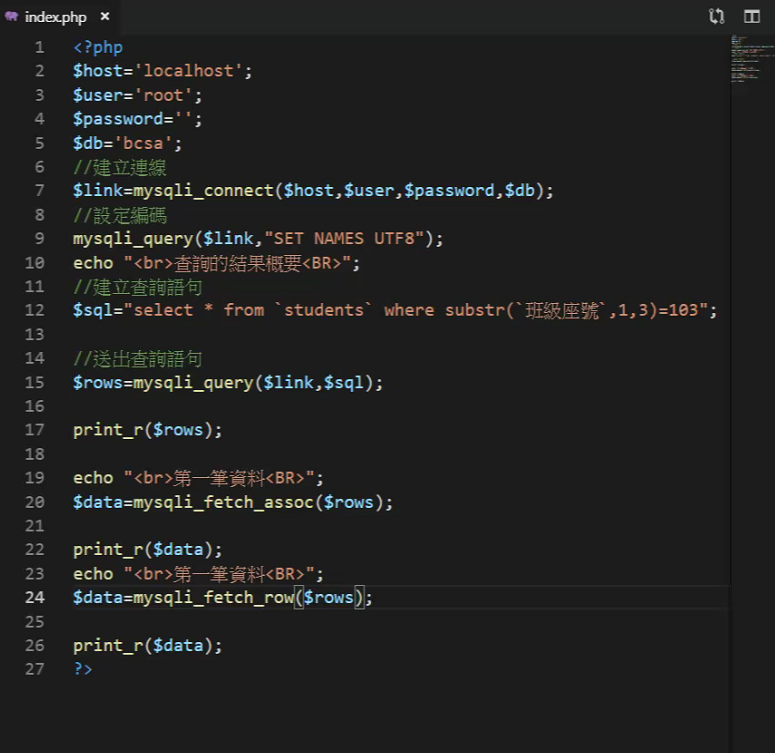 index.php ×
1 <?php
2 $host='localhost';
3 $user='root';
4 $password='';
5 $db='bcsa';
6 //建立連線
7 $link=mysqli_connect($host,$user,$password,$db);
8 //設定編碼
9 mysqli_query($link,"SET NAMES UTF8");
10 echo "<br>查詢的結果概要<BR>";
11 //建立查詢語句
12 $sql="select * from `students` where substr(`班級座號`,1,3)=103";
13
14 //送出查詢語句
15 $rows=mysqli_query($link,$sql);
16
17 print_r($rows);
18
19 echo "<br>第一筆資料<BR>";
20 $data=mysqli_fetch_assoc($rows);
21
22 print_r($data);
23 echo "<br>第一筆資料<BR>";
24 $data=mysqli_fetch_row($rows);
25
26 print_r($data);
27 ?>